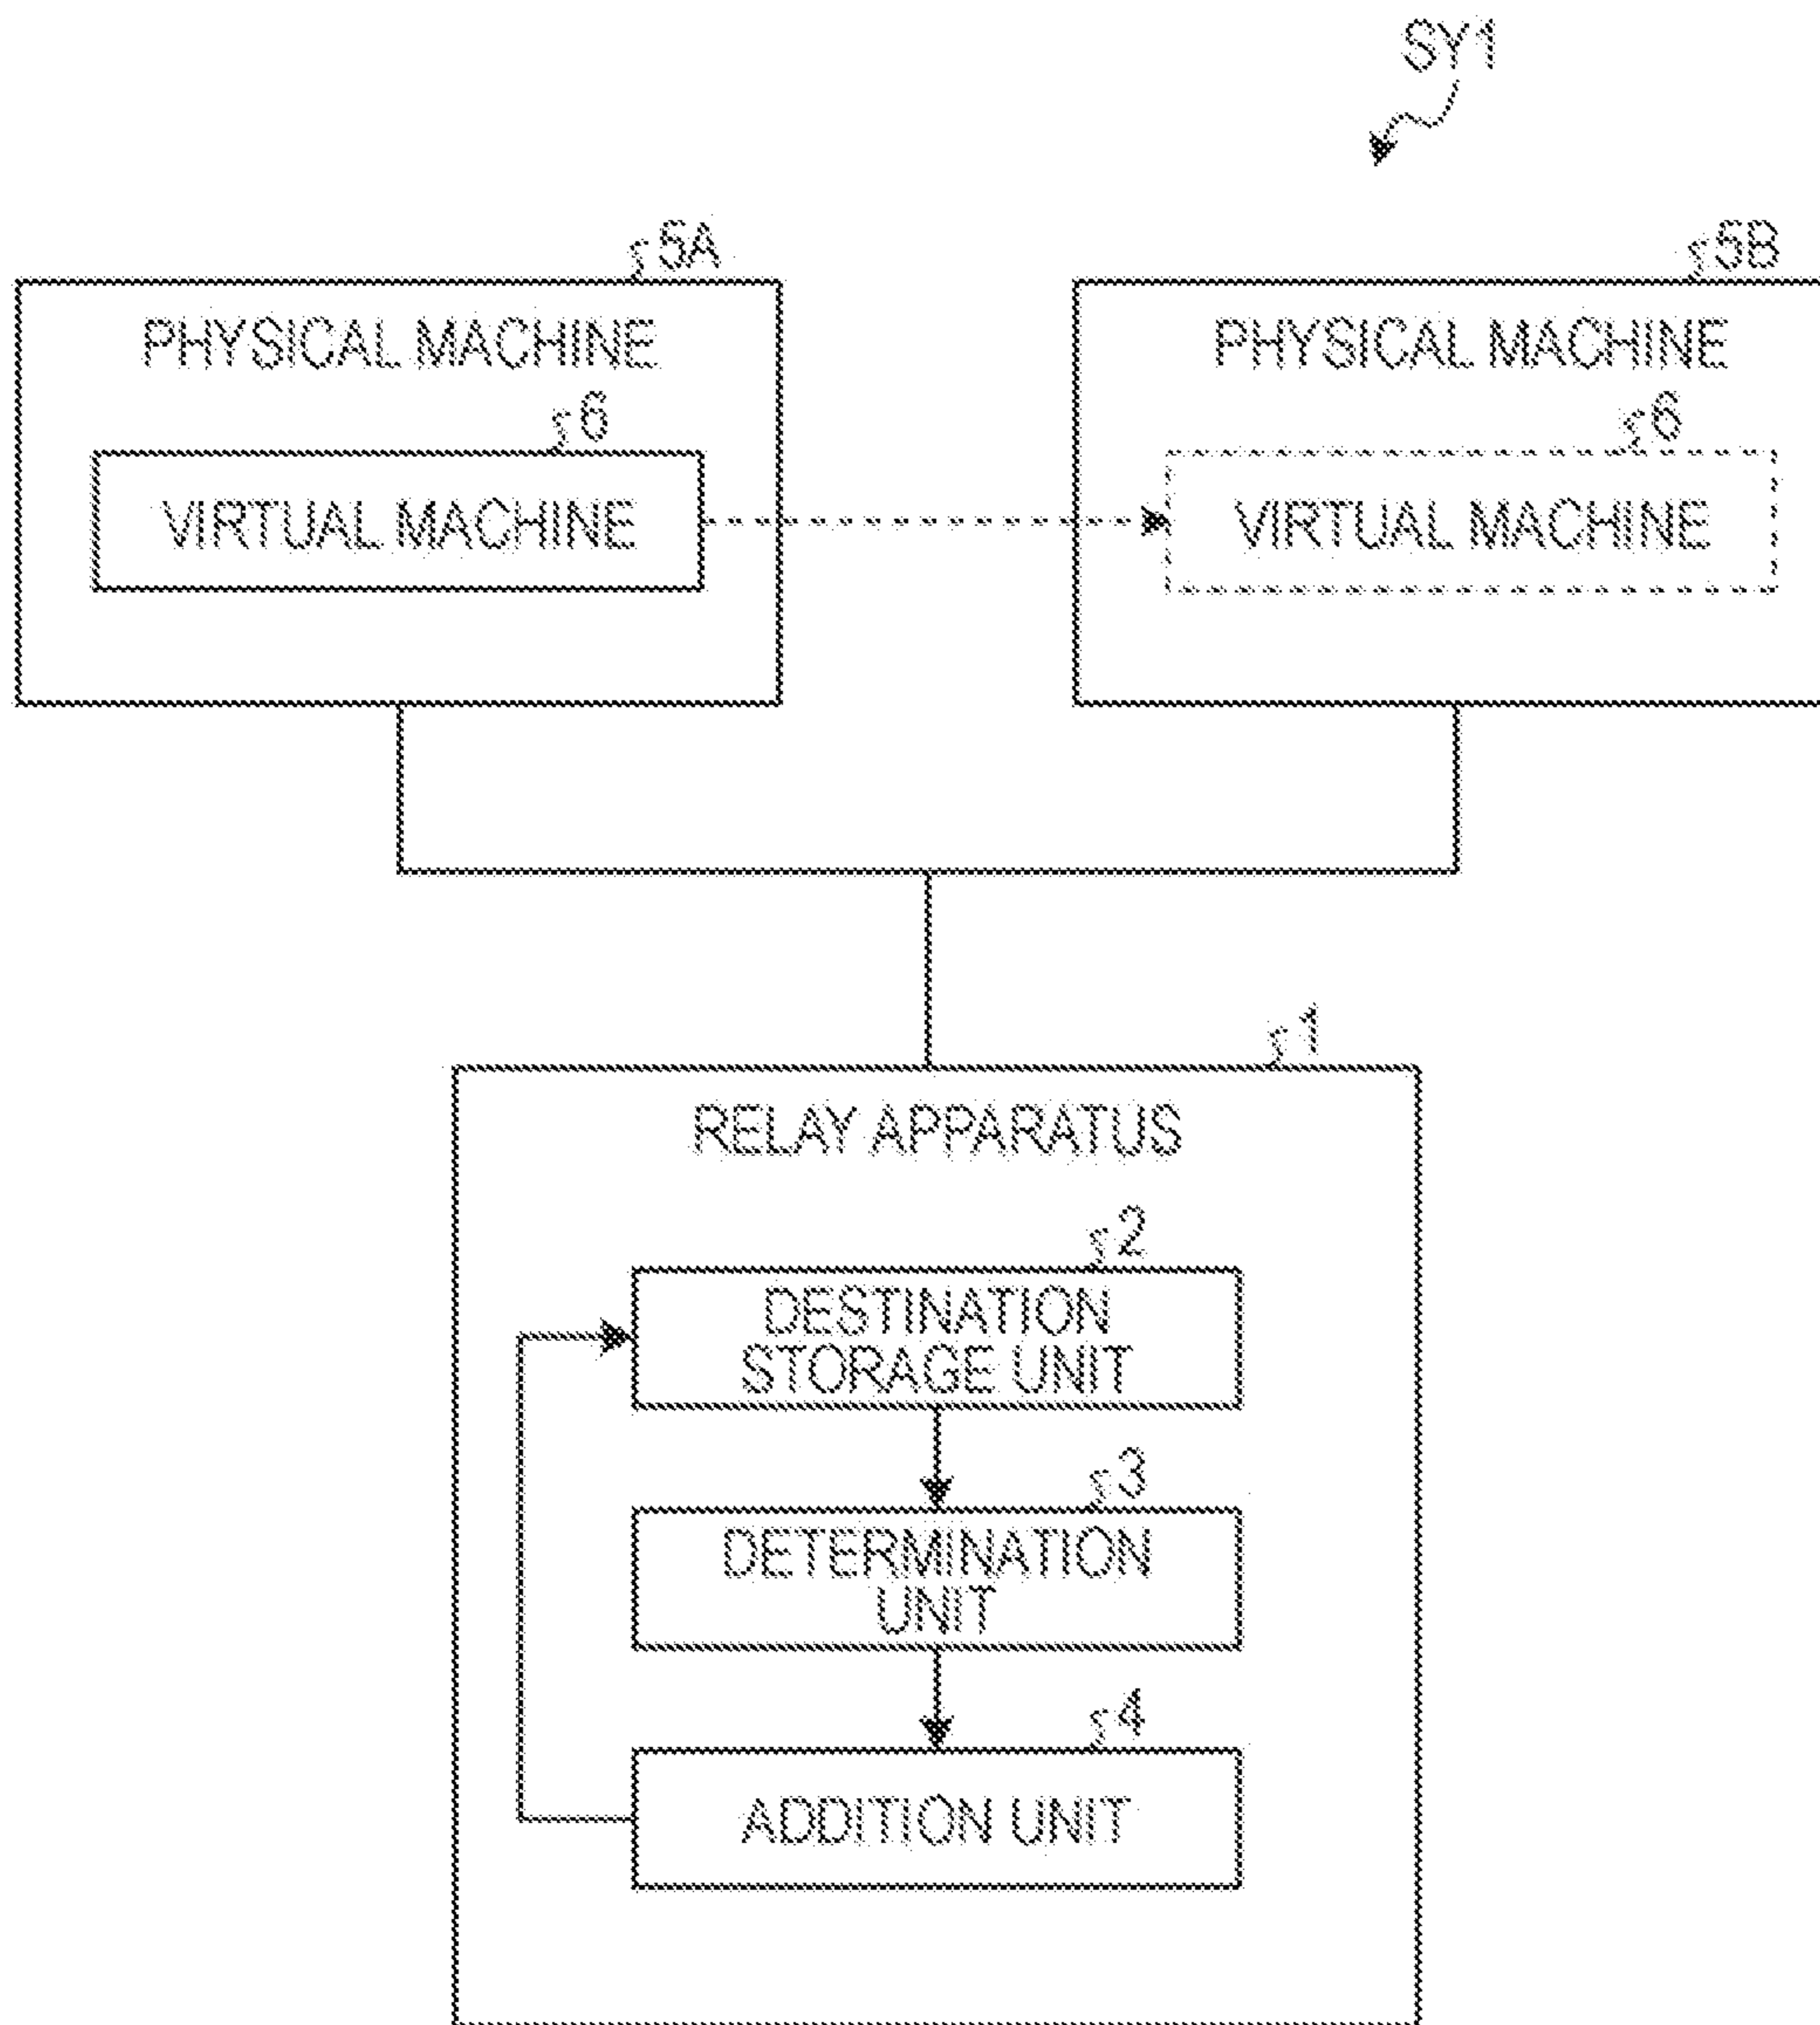 SY1
5A
5B
PHYSICAL MACHINE
PHYSICAL MACHINE
6
6
VIRTUAL MACHINE
VIRTUAL MACHINE
1
RELAY APPARATUS
2
DESTINATION
STORAGE UNIT
3
DETERMINATION
UNIT
4
ADDITION UNIT